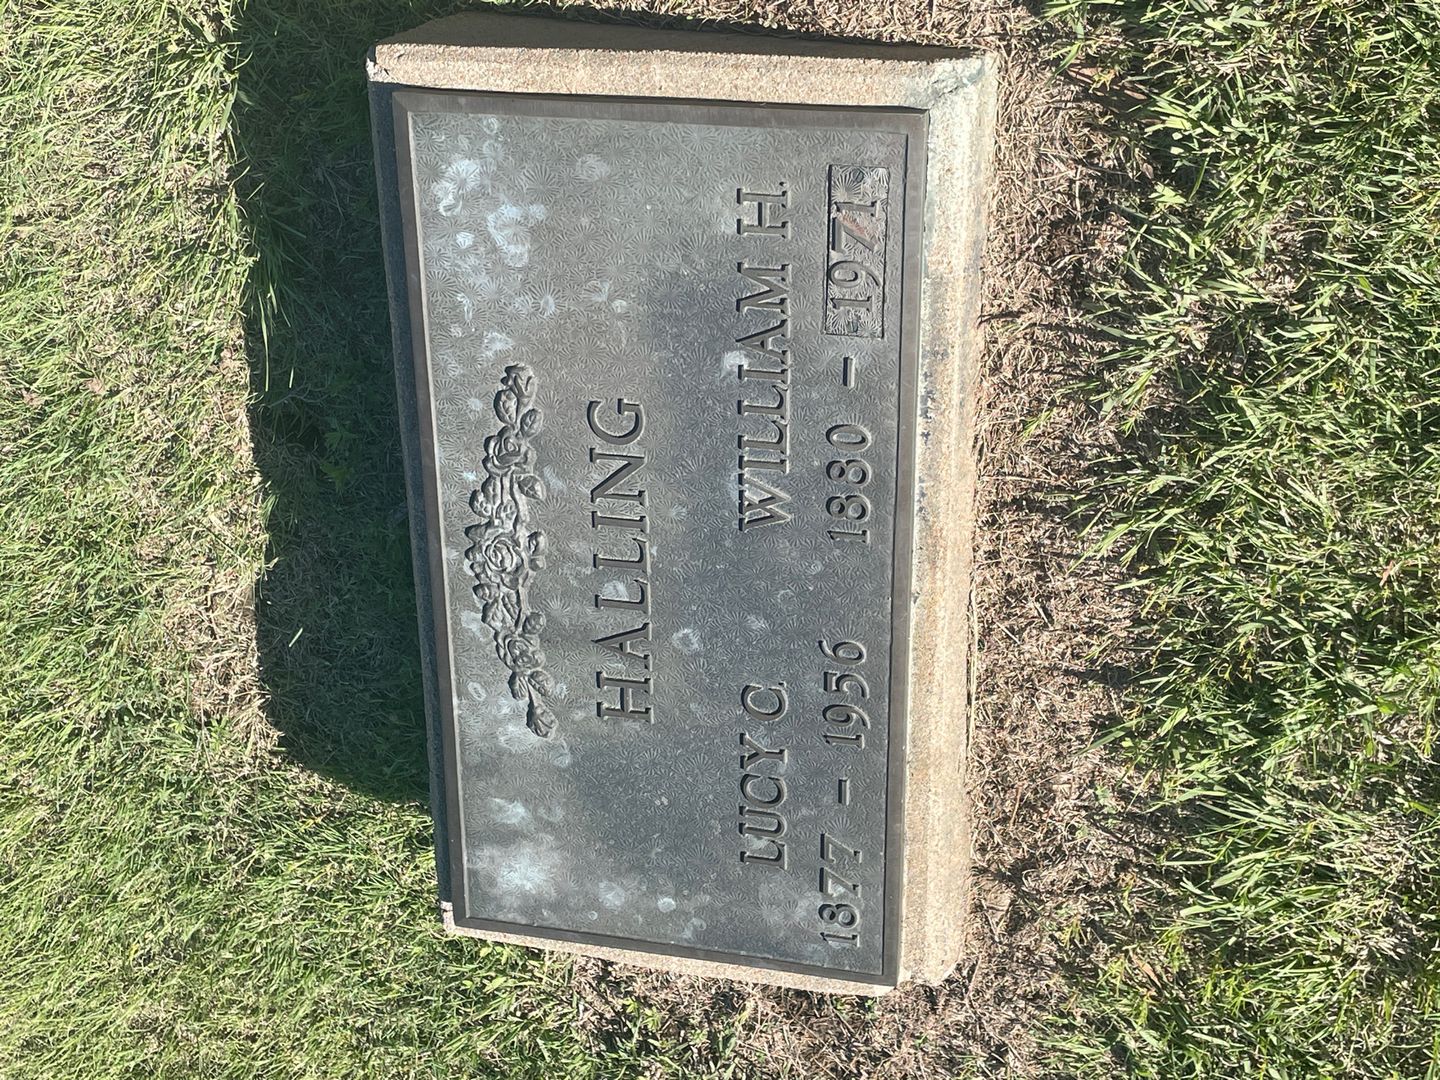 HALLING
LUCY C. WILLIAM H.
1877 - 1956 1880 - 1971